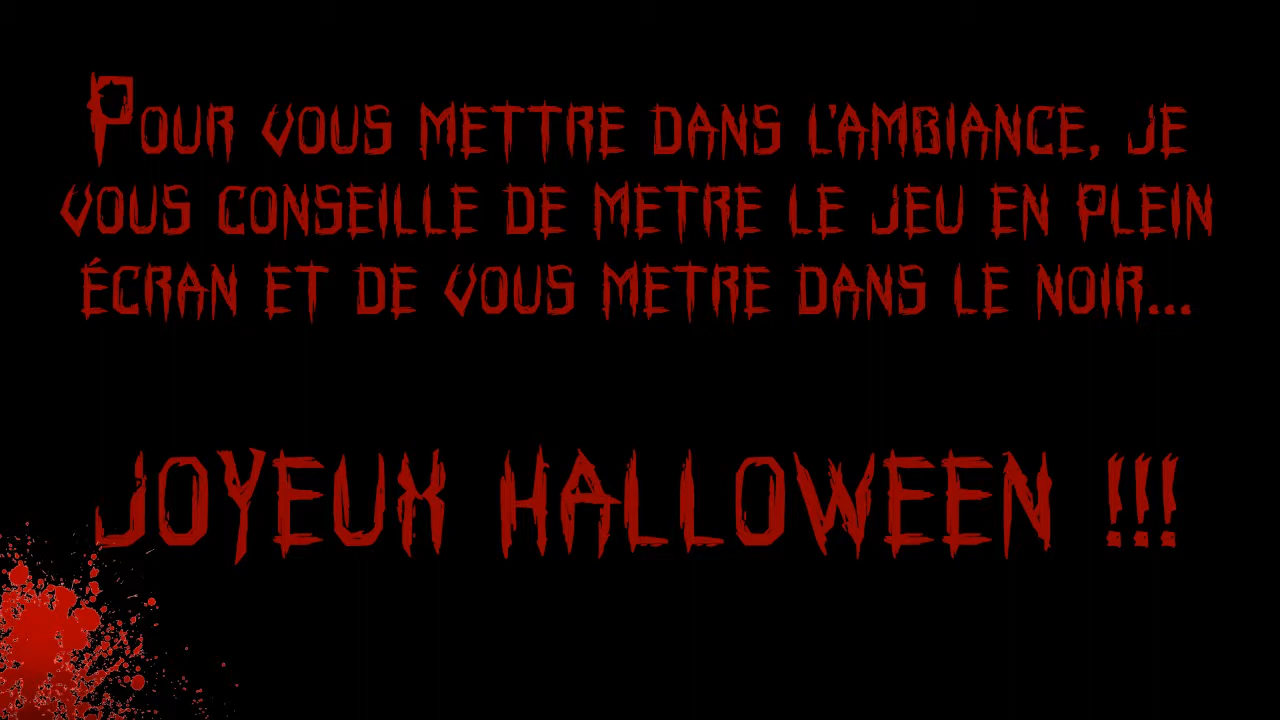 Pour vous mettre dans l'ambiance, je
vous conseille de metre le jeu en plein
écran et de vous metre dans le noir...
JOYEUX HALLOWEEN !!!